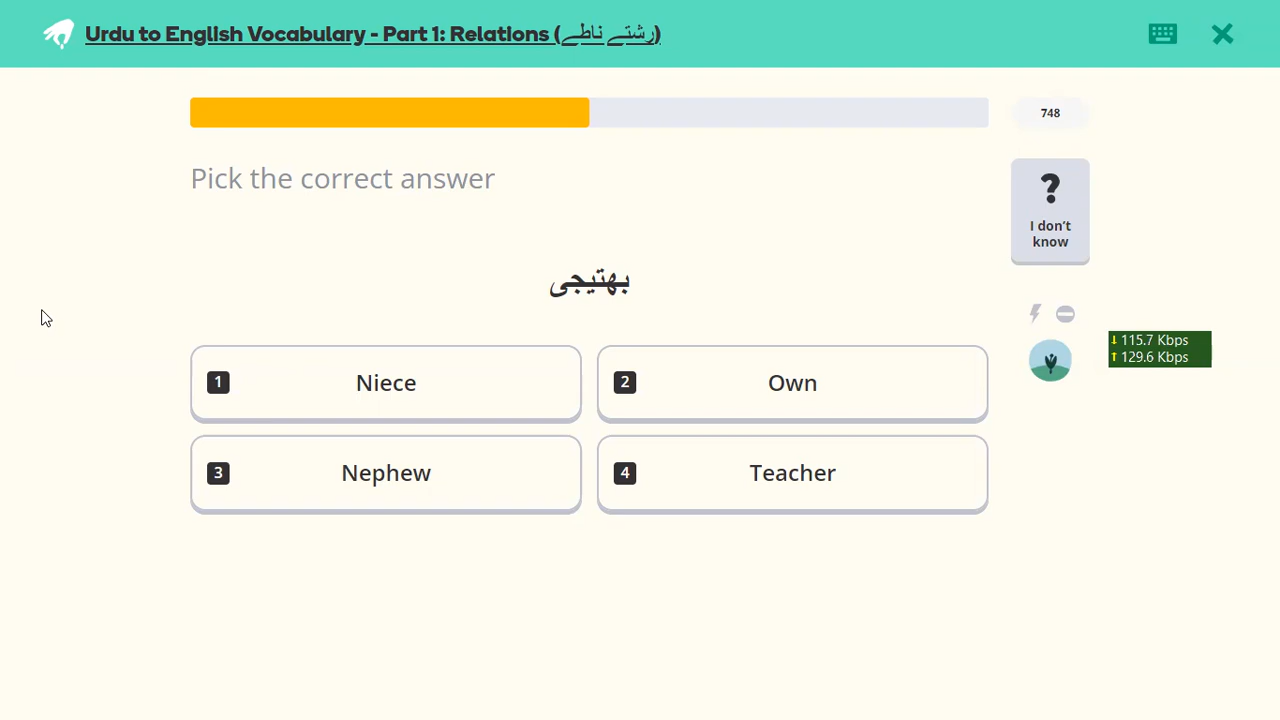 Urdu to English Vocabulary - Part 1: Relations (رشتے ناطے)
748
Pick the correct answer
?
I don't
know
بھتیجی
↓ 115.7 Kbps
↑ 129.6 Kbps
1 Niece
2 Own
3 Nephew
4 Teacher